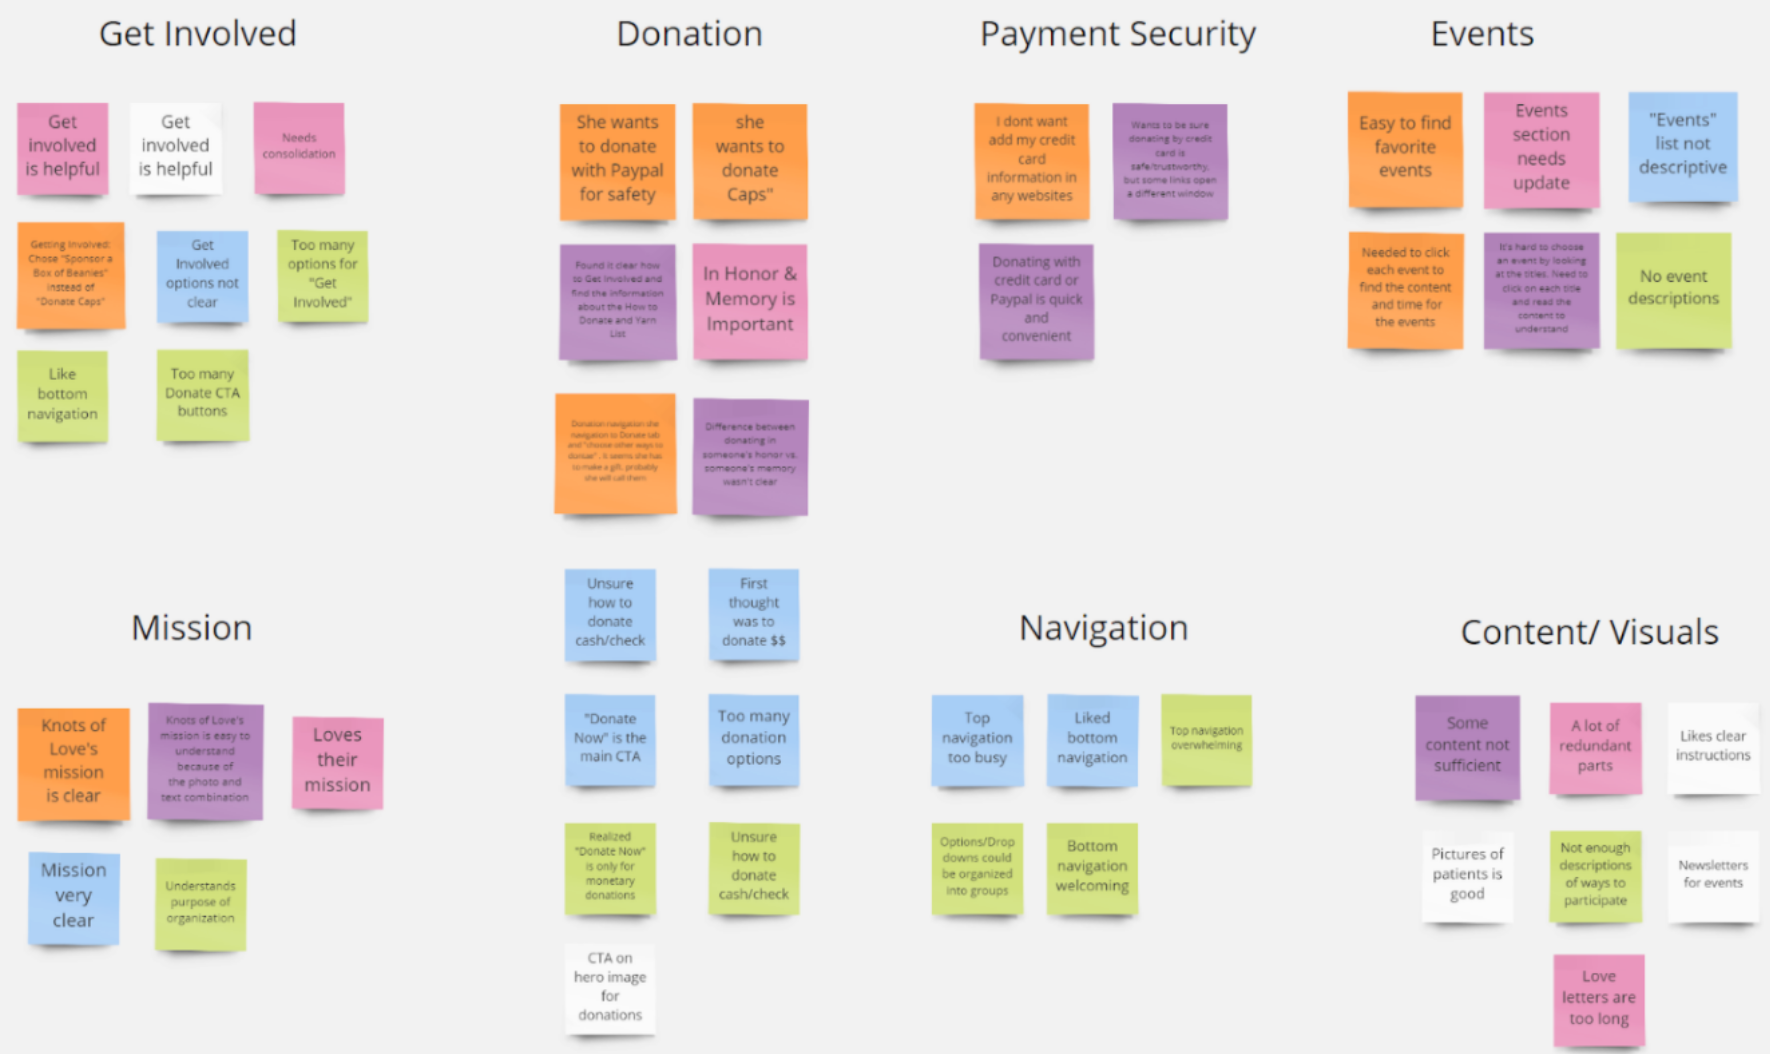 Get Involved
Get
involved
is helpful
Get
involved
is helpful
Needs
consolidation
Getting Involved:
Chose "Sponsor a
Box of Beanies"
instead of
"Donate Caps"
Get
Involved
options not
clear
Too many
options for
"Get
Involved"
Like
bottom
navigation
Too many
Donate CTA
buttons
Donation
She wants
to donate
with Paypal
for safety
she
wants to
donate
Caps"
Found it clear how
to Get Involved and
find the information
about the How to
Donate and Yarn
List
In Honor &
Memory is
Important
Donation navigation she
navigation to Donate tab
and "choose other ways to
donate" . It seems she has
to make a gift, probably
she will call them
Difference between
donating in
someone's honor vs.
someone's memory
wasn't clear
Unsure
how to
donate
cash/check
First
thought
was to
donate $$
"Donate
Now" is the
main CTA
Too many
donation
options
Realized
"Donate Now"
is only for
monetary
donations
Unsure
how to
donate
cash/check
CTA on
hero image
for
donations
Payment Security
I dont want
add my credit
card
information in
any websites
Wants to be sure
donating by credit
card is
safe/trustworthy,
but some links open
a different window
Donating with
credit card or
Paypal is quick
and
convenient
Events
Easy to find
favorite
events
Events
section
needs
update
"Events"
list not
descriptive
Needed to click
each event to
find the content
and time for
the events
It's hard to choose
an event by looking
at the titles. Need to
click on each title
and read the
content to
understand
No event
descriptions
Mission
Knots of
Love's
mission
is clear
Knots of Love's
mission is easy to
understand
because of
the photo and
text combination
Loves
their
mission
Mission
very
clear
Understands
purpose of
organization
Navigation
Top
navigation
too busy
Liked
bottom
navigation
Top navigation
overwhelming
Options/Drop
downs could
be organized
into groups
Bottom
navigation
welcoming
Content/ Visuals
Some
content not
sufficient
A lot of
redundant
parts
Likes clear
instructions
Pictures of
patients is
good
Not enough
descriptions
of ways to
participate
Newsletters
for events
Love
letters are
too long